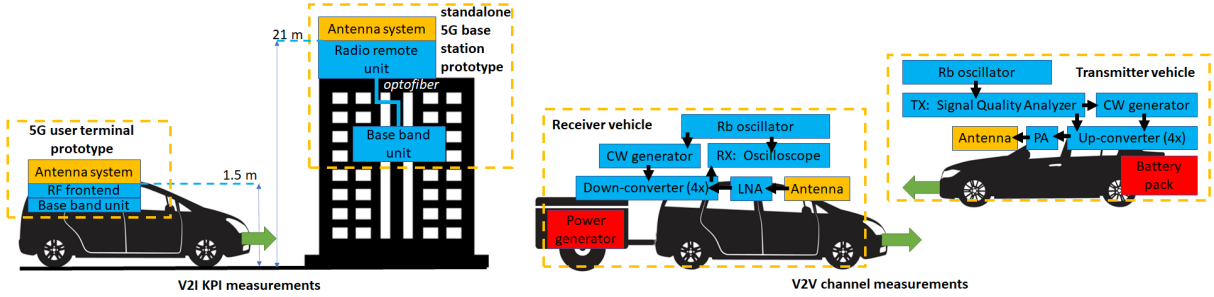 5G user terminal
prototype
Antenna system
RF frontend
Base band unit
1.5 m
21 m
Antenna system
Radio remote
unit
optofiber
Base band
unit
standalone
5G base
station
prototype
V2I KPI measurements
Receiver vehicle
Rb oscillator
CW generator
RX: Oscilloscope
Down-converter (4x)
LNA
Antenna
Power
generator
Rb oscillator
Transmitter vehicle
TX: Signal Quality Analyzer
CW generator
Antenna
PA
Up-converter (4x)
Battery
pack
V2V channel measurements